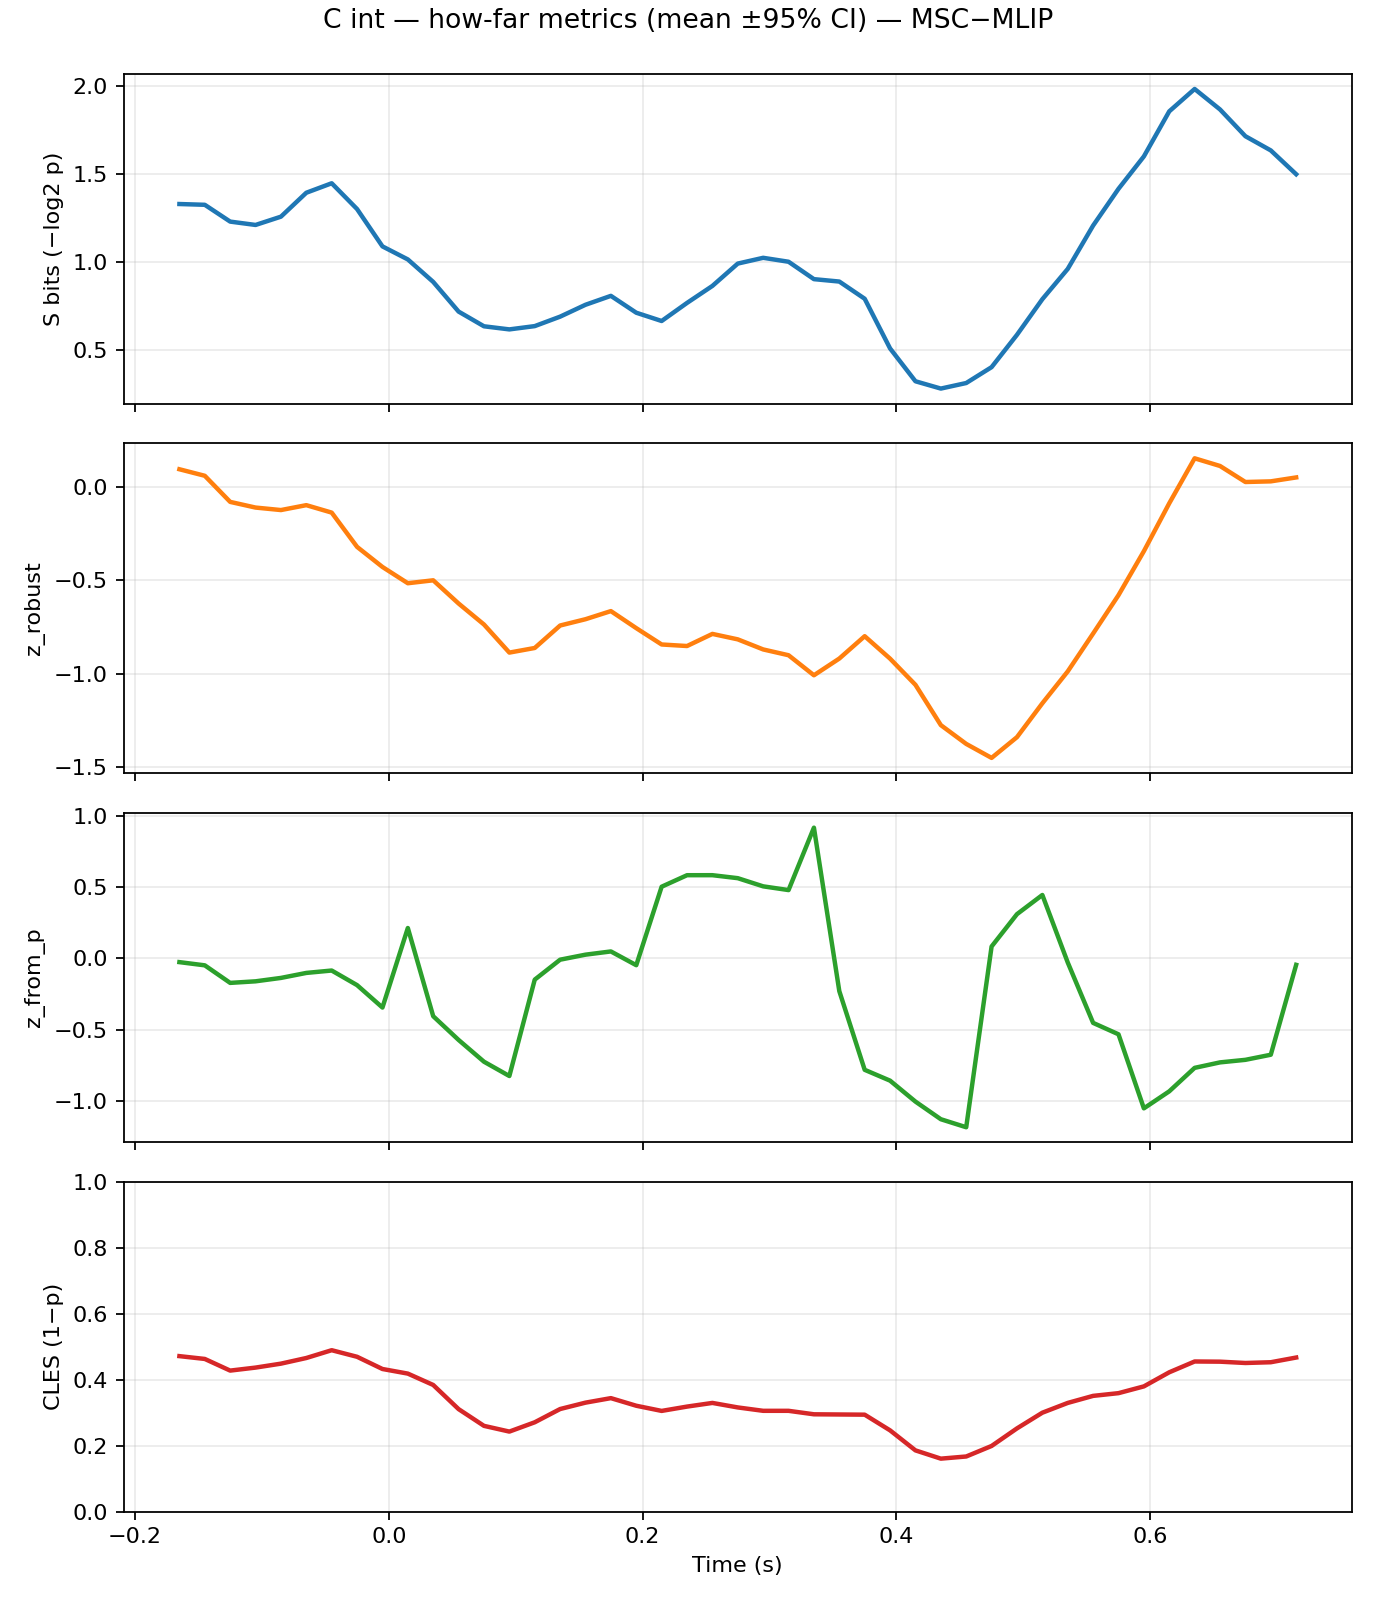 C int — how-far metrics (mean ±95% CI) — MSC−MLIP
S bits (−log2 p)
2.0
1.5
1.0
0.5
z_robust
0.0
−0.5
−1.0
−1.5
z_from_p
1.0
0.5
0.0
−0.5
−1.0
CLES (1−p)
1.0
0.8
0.6
0.4
0.2
0.0
−0.2 0.0 0.2 0.4 0.6
Time (s)